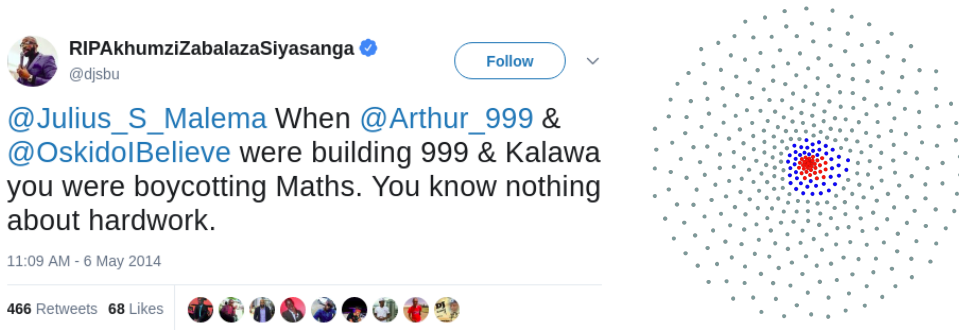 RIPAkhumziZabalazaSiyasanga
@djsbu
Follow
@Julius_S_Malema When @Arthur_999 &
@OskidoIBelieve were building 999 & Kalawa
you were boycotting Maths. You know nothing
about hardwork.
11:09 AM - 6 May 2014
466 Retweets 68 Likes